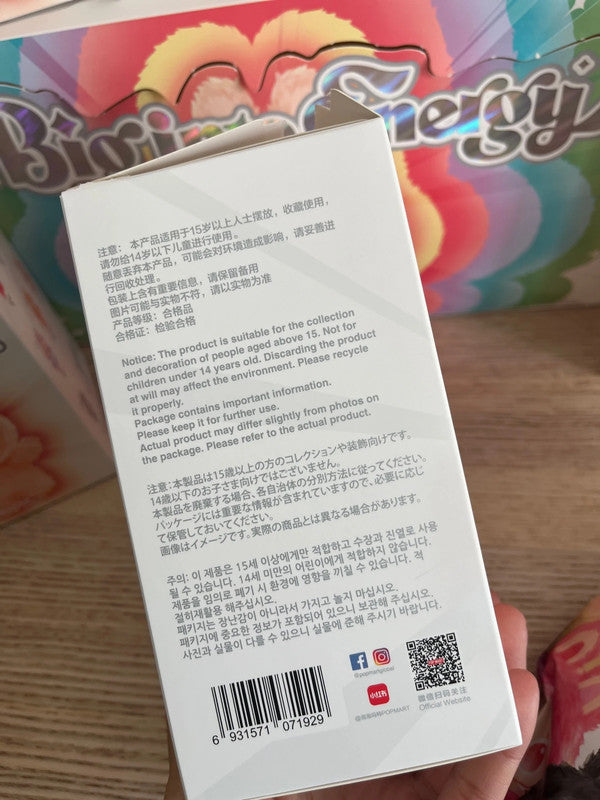 Big into Energy
注意： 本产品适用于15岁以上人士摆放，收藏使用，
请勿给14岁以下儿童进行使用。
随意丢弃本产品，可能会对环境造成影响，请妥善进
行回收处理。
包装上含有重要信息，请保留备用
图片可能与实物不符，请以实物为准
产品等级：合格品
合格证：检验合格
Notice: The product is suitable for the collection
and decoration of people aged above 15. Not for
children under 14 years old. Discarding the product
at will may affect the environment. Please recycle
it properly.
Package contains important information.
Please keep it for further use.
Actual product may differ slightly from photos on
the package. Please refer to the actual product.
注意:本製品は15歳以上の方のコレクションや装飾向けです。
14歳以下のお子さま向けではございません。
本製品を廃棄する場合、各自治体の分別方法に従ってください。
パッケージには重要な情報が含まれていますので、必要に応じ
て保管しておいてください。
画像はイメージです。実際の商品とは異なる場合があります。
주의: 이 제품은 15세 이상에게만 적합하고 수장과 진열로 사용
될 수 있습니다. 14세 미만의 어린이에게 적합하지 않습니다.
제품을 임의로 폐기 시 환경에 영향을 끼칠 수 있습니다. 적
절히재활용 해주십시오.
패키지는 장난감이 아니라서 가지고 놀지 마십시오.
패키지에 중요한 정보가 포함되어 있으니 보관해 주십시오.
사진과 실물이 다를 수 있으니 실물에 준해 주시기 바랍니다.
@popmartglobal
小红书
@泡泡玛特POPMART
微信扫码关注
Official Website
6 931571 071929